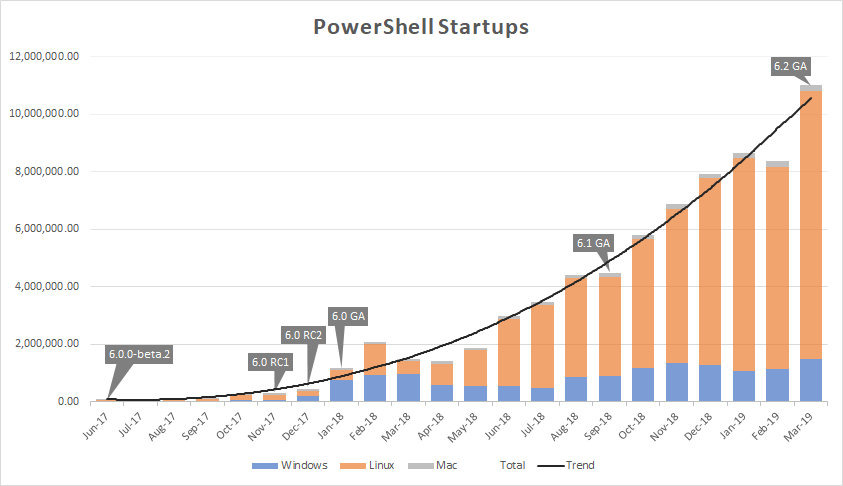 PowerShell Startups
12,000,000.00
10,000,000.00
8,000,000.00
6,000,000.00
4,000,000.00
2,000,000.00
0.00
6.0.0-beta.2
6.0 RC1
6.0 RC2
6.0 GA
6.1 GA
6.2 GA
Jun-17
Jul-17
Aug-17
Sep-17
Oct-17
Nov-17
Dec-17
Jan-18
Feb-18
Mar-18
Apr-18
May-18
Jun-18
Jul-18
Aug-18
Sep-18
Oct-18
Nov-18
Dec-18
Jan-19
Feb-19
Mar-19
Windows Linux Mac Total Trend